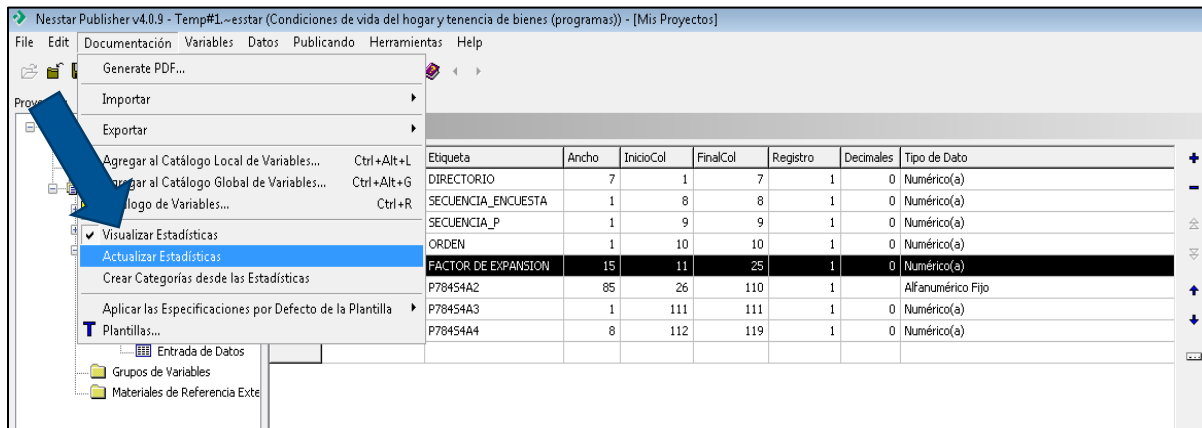 Nesstar Publisher v4.0.9 - Temp#1.~esstar (Condiciones de vida del hogar y tenencia de bienes (programas)) - [Mis Proyectos]
File Edit Documentación Variables Datos Publicando Herramientas Help
Generate PDF...
Importar
Exportar
Agregar al Catálogo Local de Variables... Ctrl+Alt+L
Agregar al Catálogo Global de Variables... Ctrl+Alt+G
de Variables... Ctrl+R
Visualizar Estadísticas
Actualizar Estadísticas
Crear Categorías desde las Estadísticas
Aplicar las Especificaciones por Defecto de la Plantilla
T Plantillas...
Entrada de Datos
Grupos de Variables
Materiales de Referencia Exte
Etiqueta Ancho InicioCol FinalCol Registro Decimales Tipo de Dato
DIRECTORIO 7 1 7 1 0 Numérico(a)
SECUENCIA_ENCUESTA 1 8 8 1 0 Numérico(a)
SECUENCIA_P 1 9 9 1 0 Numérico(a)
ORDEN 1 10 10 1 0 Numérico(a)
FACTOR DE EXPANSION 15 11 25 1 0 Numérico(a)
P784S4A2 85 26 110 1 Alfanumérico Fijo
P784S4A3 1 111 111 1 0 Numérico(a)
P784S4A4 8 112 119 1 0 Numérico(a)